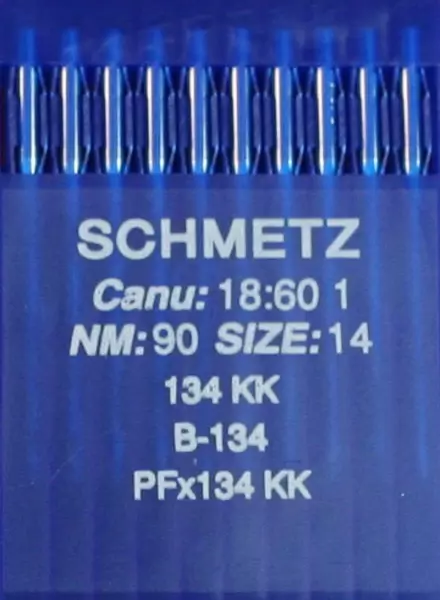 SCHMETZ
Canu: 18:60 1
NM: 90 SIZE: 14
134 KK
B-134
PFx134 KK